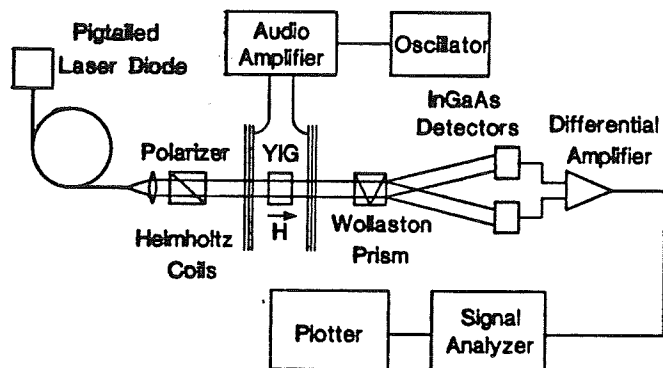 Pigtailed
Laser Diode
Audio
Amplifier
Oscillator
InGaAs
Detectors
Differential
Amplifier
Polarizer
YIG
H
Helmholtz
Coils
Wollaston
Prism
Plotter
Signal
Analyzer